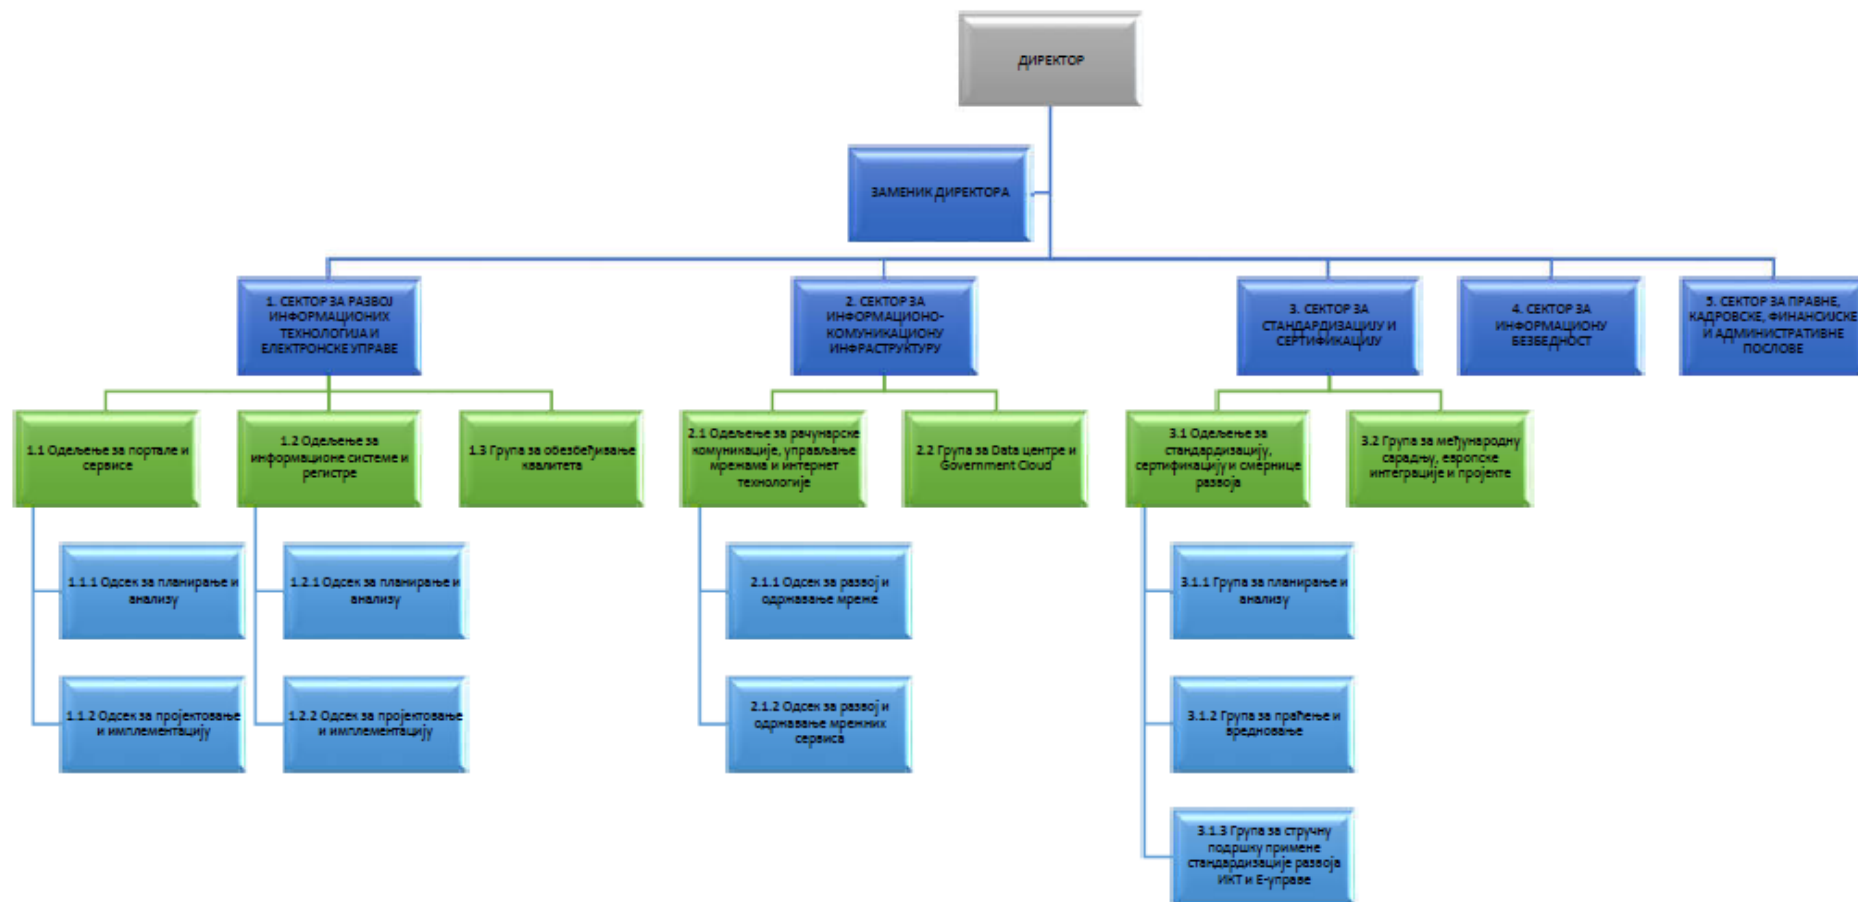 ДИРЕКТОР
ЗАМЕНИК ДИРЕКТОРА
1. СЕКТОР ЗА РАЗВОЈ
ИНФОРМАЦИОНИХ
ТЕХНОЛОГИЈА И
ЕЛЕКТРОНСКЕ УПРАВЕ
2. СЕКТОР ЗА
ИНФОРМАЦИОНО-
КОМУНИКАЦИОНУ
ИНФРАСТРУКТУРУ
3. СЕКТОР ЗА
СТАНДАРДИЗАЦИЈУ И
СЕРТИФИКАЦИЈУ
4. СЕКТОР ЗА
ИНФОРМАЦИОНУ
БЕЗБЕДНОСТ
5. СЕКТОР ЗА ПРАВНЕ,
КАДРОВСКЕ, ФИНАНСИЈСКЕ
И АДМИНИСТРАТИВНЕ
ПОСЛОВЕ
1.1 Одељење за портале и
сервисе
1.2 Одељење за
информационе системе и
регистре
1.3 Група за обезбеђивање
квалитета
2.1 Одељење за рачунарске
комуникације, управљање
мрежама и интернет
технологије
2.2 Група за Data центре и
Government Cloud
3.1 Одељење за
стандардизацију,
сертификацију и смернице
развоја
3.2 Група за међународну
сарадњу, европске
интеграције и пројекте
1.1.1 Одсек за планирање и
анализу
1.2.1 Одсек за планирање и
анализу
2.1.1 Одсек за развој и
одржавање мреже
3.1.1 Група за планирање и
анализу
1.1.2 Одсек за пројектовање
и имплементацију
1.2.2 Одсек за пројектовање
и имплементацију
2.1.2 Одсек за развој и
одржавање мрежних
сервиса
3.1.2 Група за праћење и
вредновање
3.1.3 Група за стручну
подршку примене
стандардизације развоја
ИКТ и Е-управе